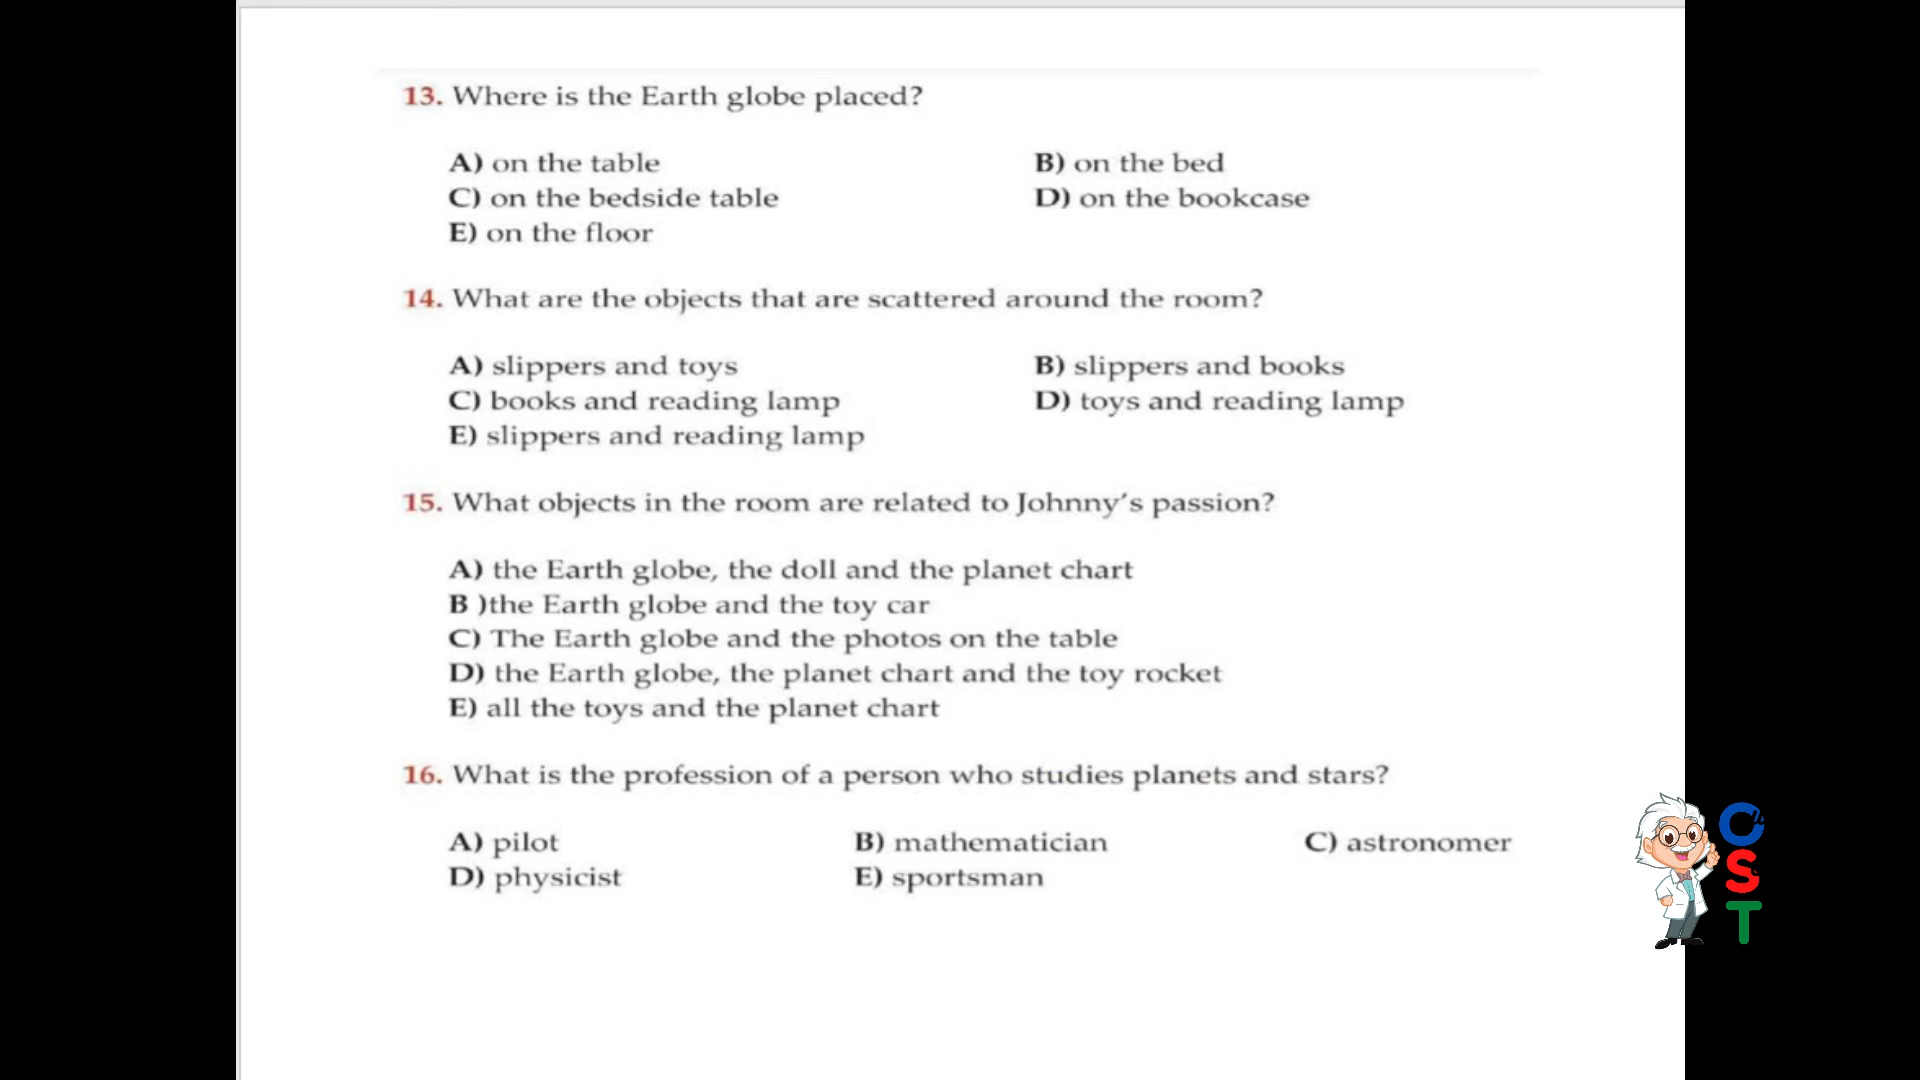 13. Where is the Earth globe placed?
A) on the table B) on the bed
C) on the bedside table D) on the bookcase
E) on the floor
14. What are the objects that are scattered around the room?
A) slippers and toys B) slippers and books
C) books and reading lamp D) toys and reading lamp
E) slippers and reading lamp
15. What objects in the room are related to Johnny's passion?
A) the Earth globe, the doll and the planet chart
B )the Earth globe and the toy car
C) The Earth globe and the photos on the table
D) the Earth globe, the planet chart and the toy rocket
E) all the toys and the planet chart
16. What is the profession of a person who studies planets and stars?
A) pilot B) mathematician C) astronomer
D) physicist E) sportsman
C
S
T